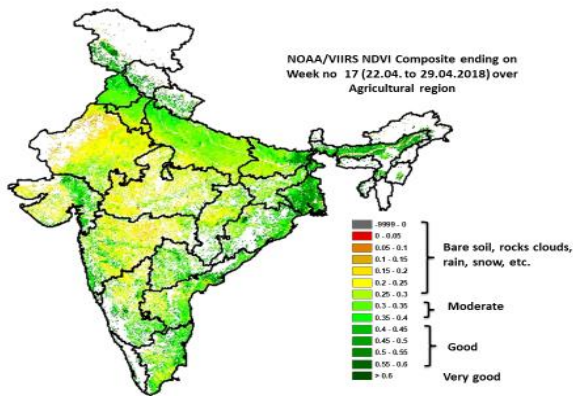 NOAA/VIIRS NDVI Composite ending on
Week no 17 (22.04. to 29.04.2018) over
Agricultural region
-9999 - 0
0 - 0.05
0.05 - 0.1
0.1 - 0.15
0.15 - 0.2
0.2 - 0.25
0.25 - 0.3
0.3 - 0.35
0.35 - 0.4
0.4 - 0.45
0.45 - 0.5
0.5 - 0.55
0.55 - 0.6
> 0.6
Bare soil, rocks clouds,
rain, snow, etc.
Moderate
Good
Very good